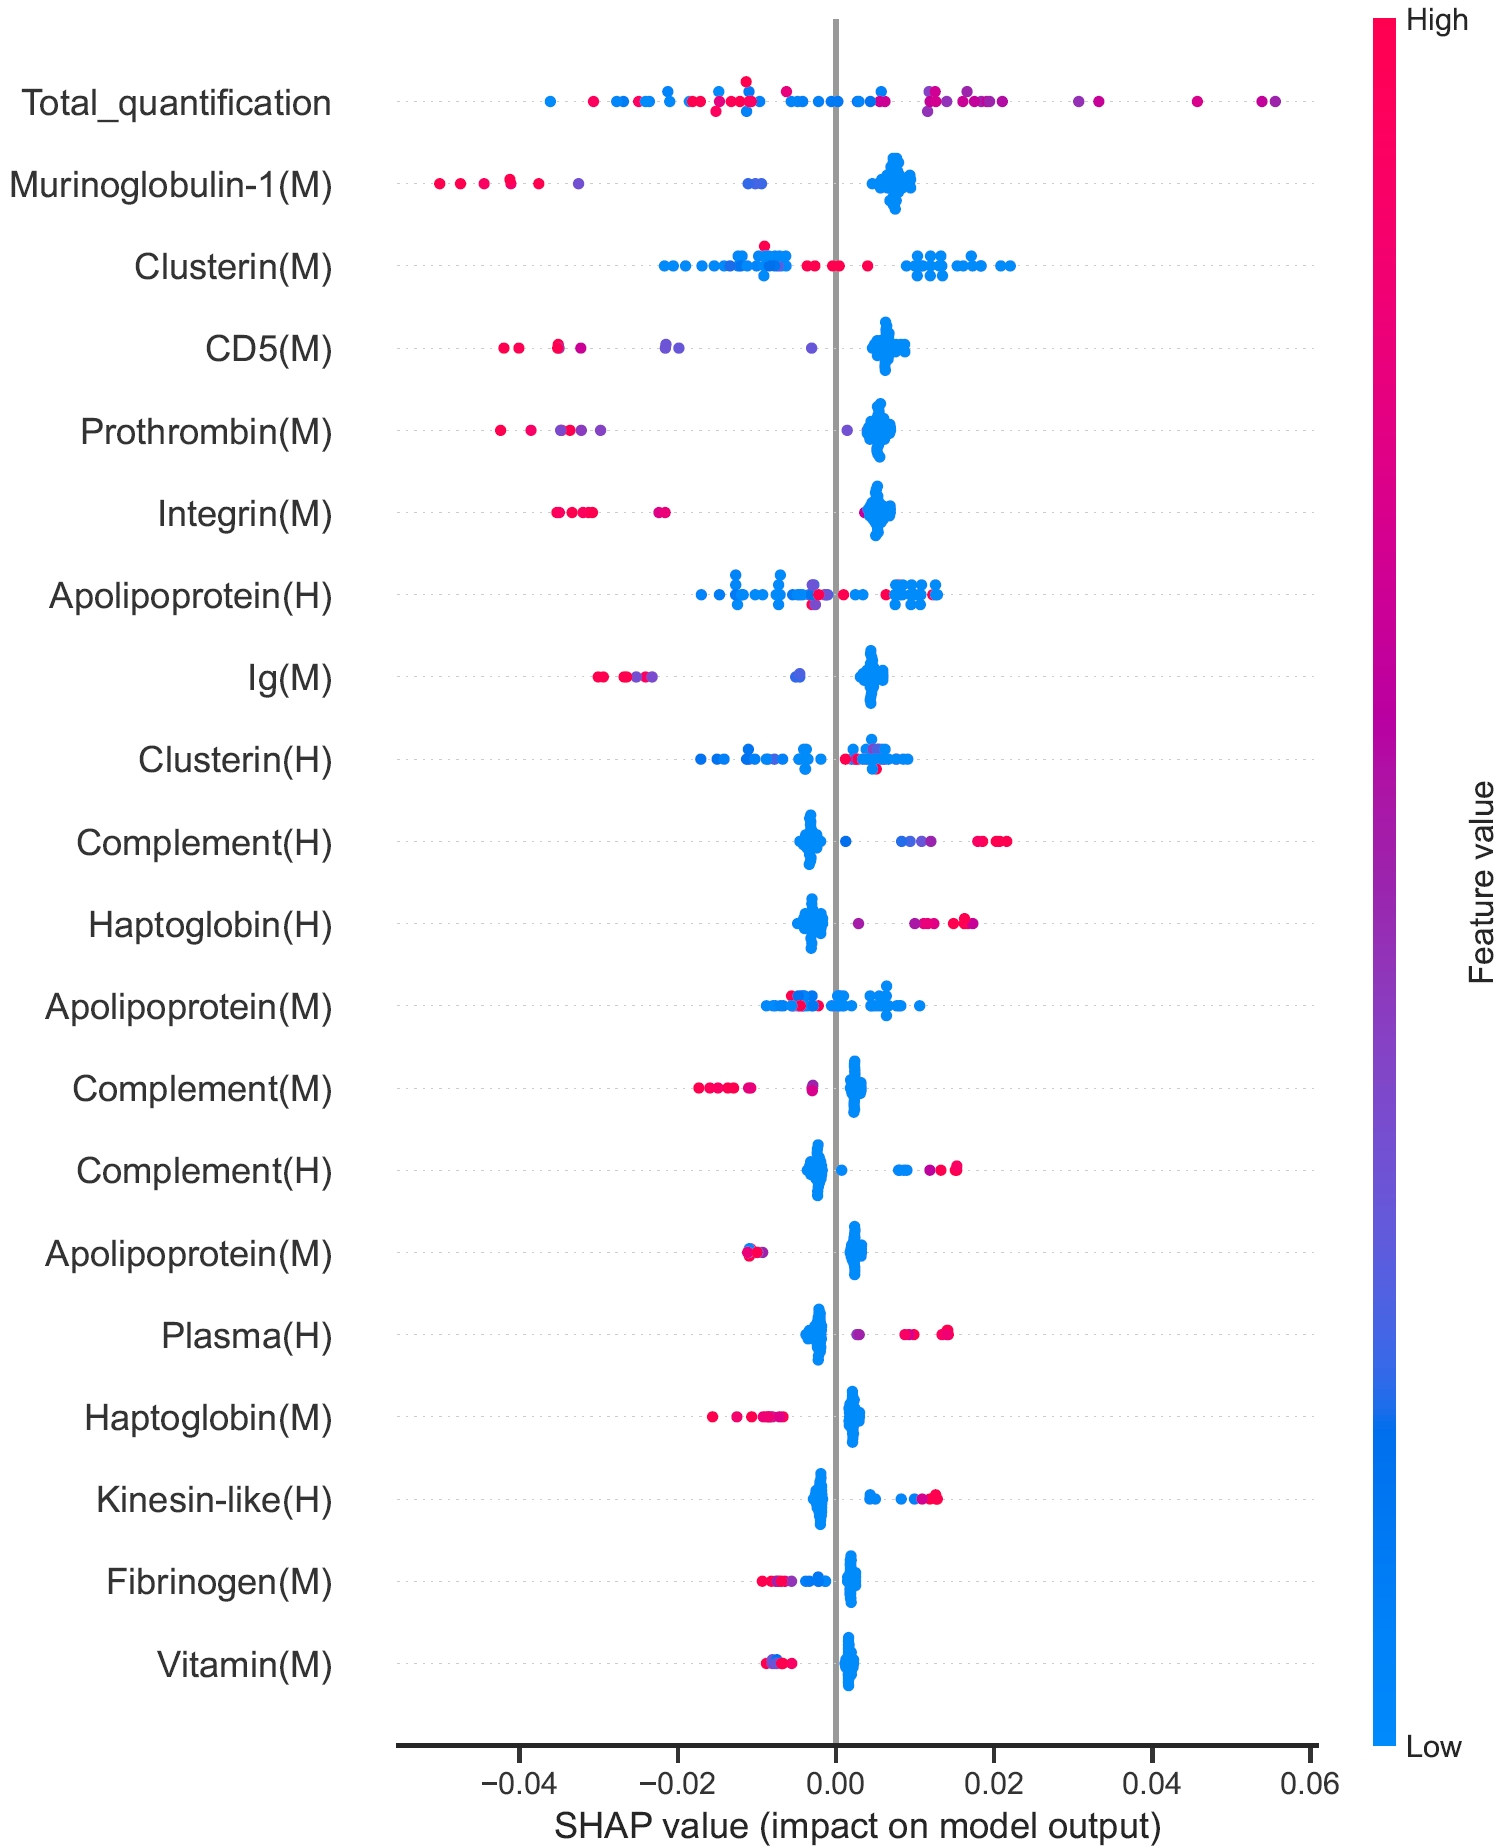 High
Total_quantification
Murinoglobulin-1(M)
Clusterin(M)
CD5(M)
Prothrombin(M)
Integrin(M)
Apolipoprotein(H)
Ig(M)
Clusterin(H)
Complement(H)
Haptoglobin(H)
Apolipoprotein(M)
Complement(M)
Complement(H)
Apolipoprotein(M)
Plasma(H)
Haptoglobin(M)
Kinesin-like(H)
Fibrinogen(M)
Vitamin(M)
Feature value
Low
−0.04 −0.02 0.00 0.02 0.04 0.06
SHAP value (impact on model output)